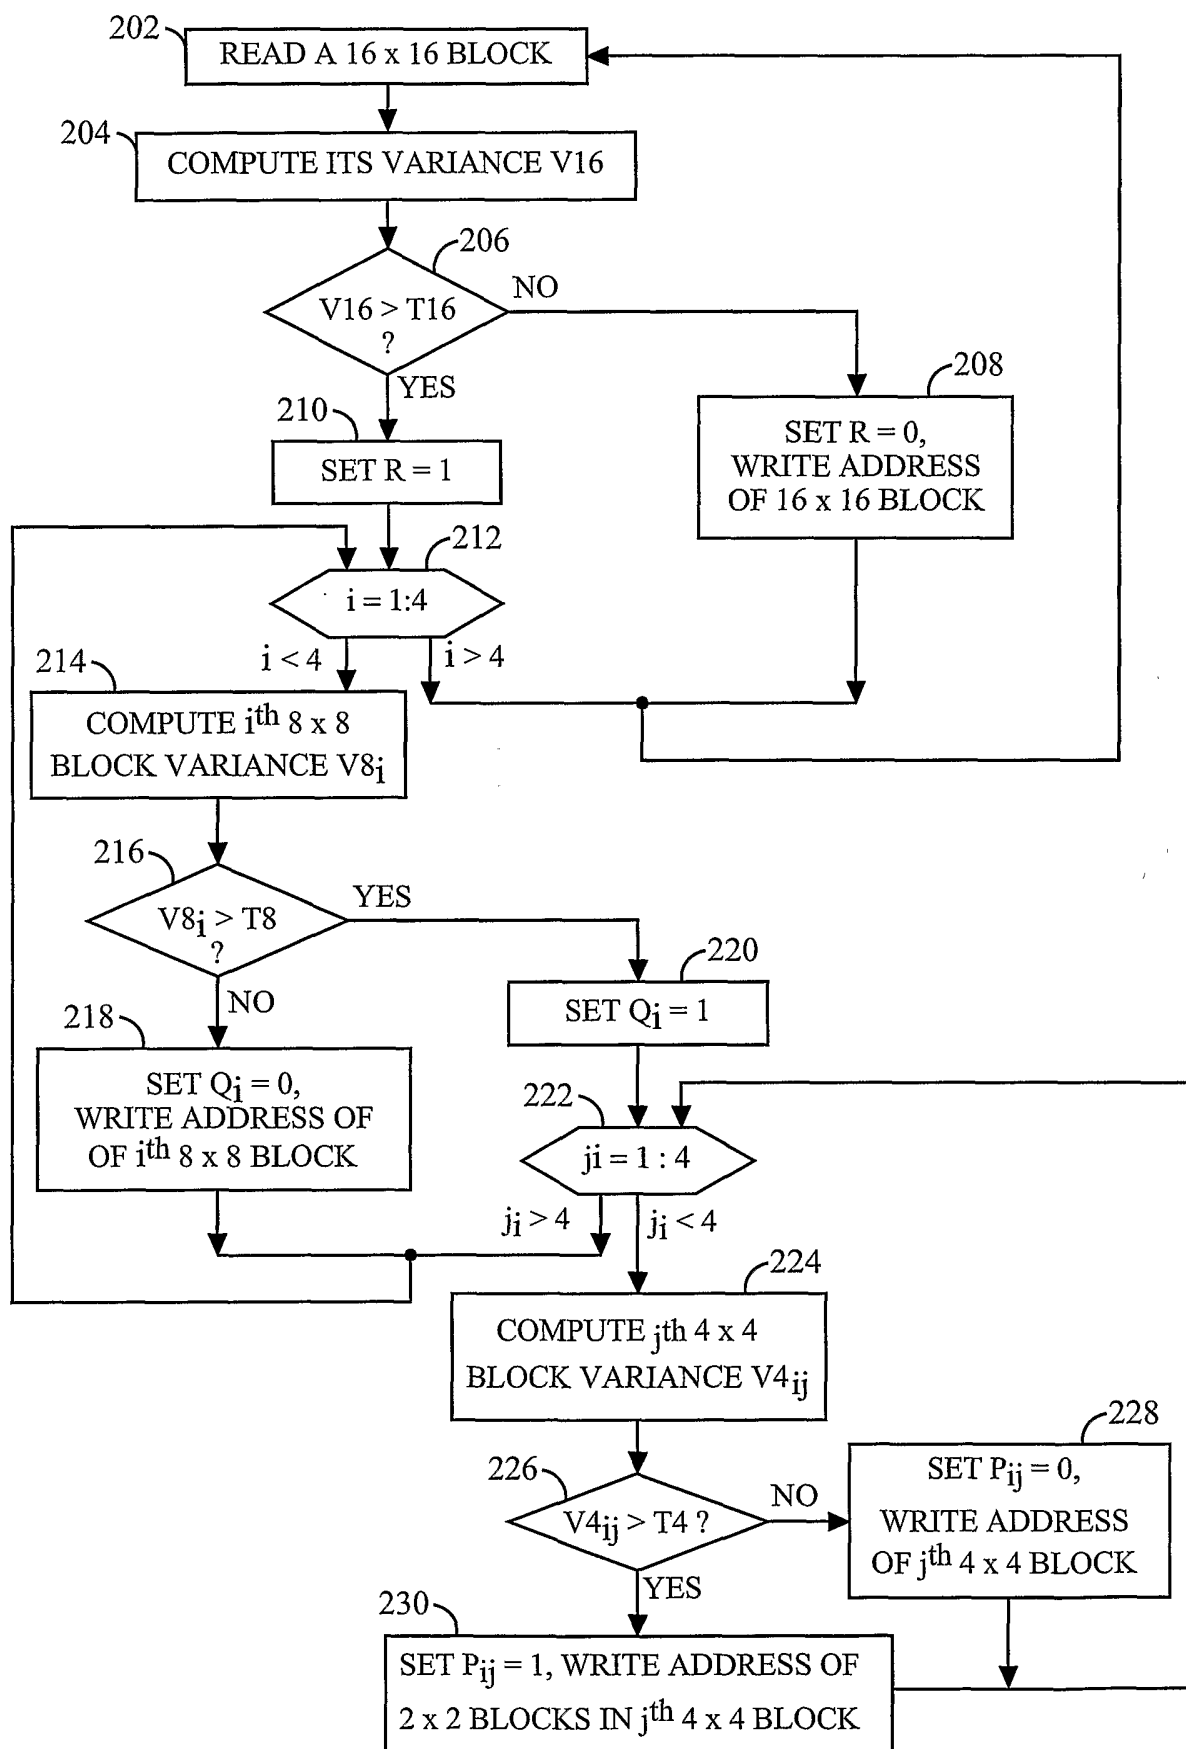 202
READ A 16 x 16 BLOCK
204
COMPUTE ITS VARIANCE V16
206
V16 > T16
?
NO
YES
208
SET R = 0,
WRITE ADDRESS
OF 16 x 16 BLOCK
210
SET R = 1
212
i = 1:4
i < 4
i > 4
214
COMPUTE ith 8 x 8
BLOCK VARIANCE V8i
216
V8i > T8
?
YES
NO
218
SET Qi = 0,
WRITE ADDRESS OF
OF ith 8 x 8 BLOCK
220
SET Qi = 1
222
ji = 1 : 4
ji > 4
ji < 4
224
COMPUTE jth 4 x 4
BLOCK VARIANCE V4ij
226
V4ij > T4 ?
NO
YES
228
SET Pij = 0,
WRITE ADDRESS
OF jth 4 x 4 BLOCK
230
SET Pij = 1, WRITE ADDRESS OF
2 x 2 BLOCKS IN jth 4 x 4 BLOCK